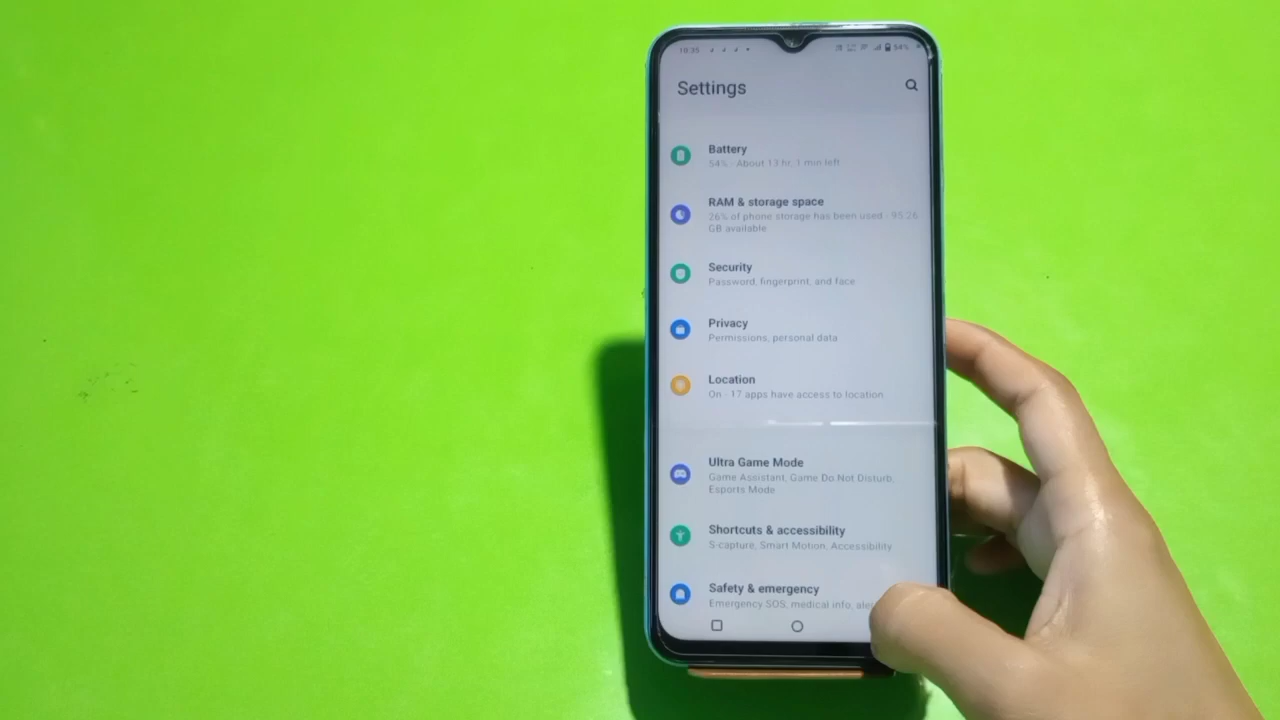 10:35
54%
Settings
Battery
54% · About 13 hr, 1 min left
RAM & storage space
26% of phone storage has been used · 95.26
GB available
Security
Password, fingerprint, and face
Privacy
Permissions, personal data
Location
On · 17 apps have access to location
Ultra Game Mode
Game Assistant, Game Do Not Disturb,
Esports Mode
Shortcuts & accessibility
S-capture, Smart Motion, Accessibility
Safety & emergency
Emergency SOS, medical info,